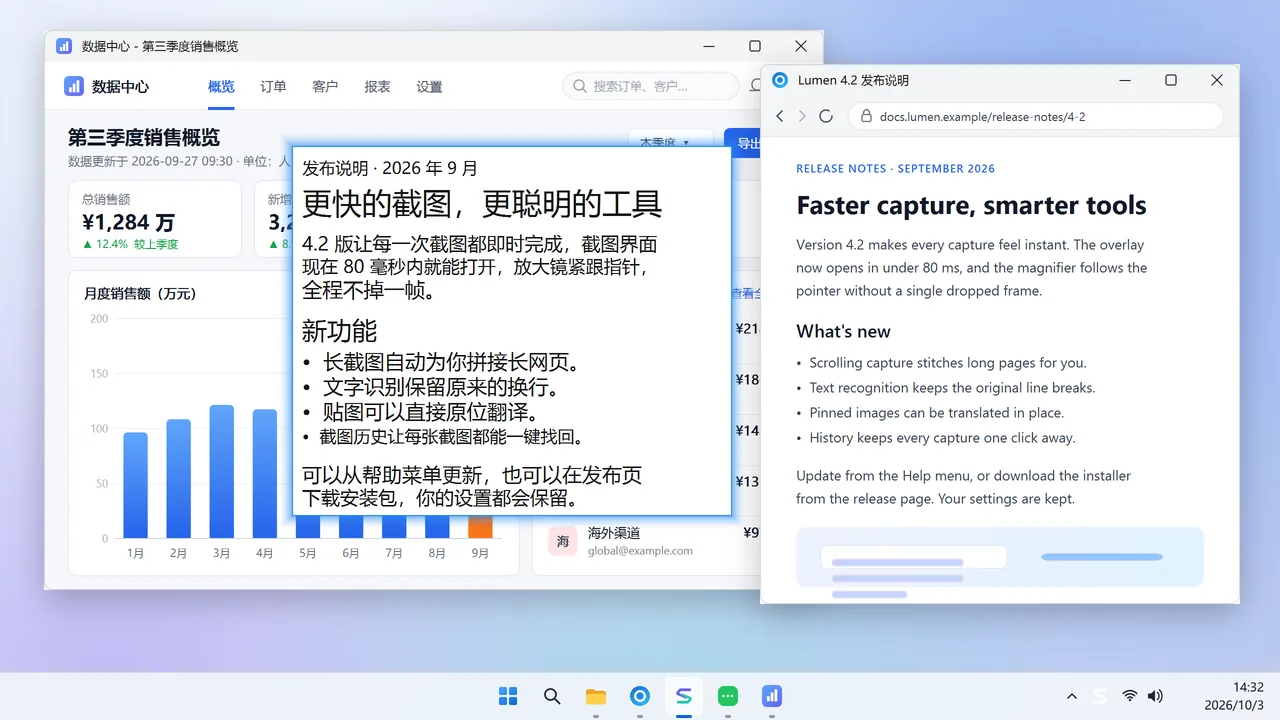 数据中心 - 第三季度销售概览
数据中心
概览
订单
客户
报表
设置
搜索订单、客户...
第三季度销售概览
数据更新于 2026-09-27 09:30 · 单位：人
本季度
导出
总销售额
¥1,284 万
▲ 12.4% 较上季度
新增
3,2
▲ 8.
月度销售额（万元）
200
150
100
50
0
1月
2月
3月
4月
5月
6月
7月
8月
9月
查看全
¥21
¥18
¥14
¥13
海
海外渠道
global@example.com
¥9
发布说明 · 2026 年 9 月
更快的截图，更聪明的工具
4.2 版让每一次截图都即时完成，截图界面
现在 80 毫秒内就能打开，放大镜紧跟指针，
全程不掉一帧。
新功能
• 长截图自动为你拼接长网页。
• 文字识别保留原来的换行。
• 贴图可以直接原位翻译。
• 截图历史让每张截图都能一键找回。
可以从帮助菜单更新，也可以在发布页
下载安装包，你的设置都会保留。
Lumen 4.2 发布说明
docs.lumen.example/release-notes/4-2
RELEASE NOTES · SEPTEMBER 2026
Faster capture, smarter tools
Version 4.2 makes every capture feel instant. The overlay
now opens in under 80 ms, and the magnifier follows the
pointer without a single dropped frame.
What's new
• Scrolling capture stitches long pages for you.
• Text recognition keeps the original line breaks.
• Pinned images can be translated in place.
• History keeps every capture one click away.
Update from the Help menu, or download the installer
from the release page. Your settings are kept.
14:32
2026/10/3